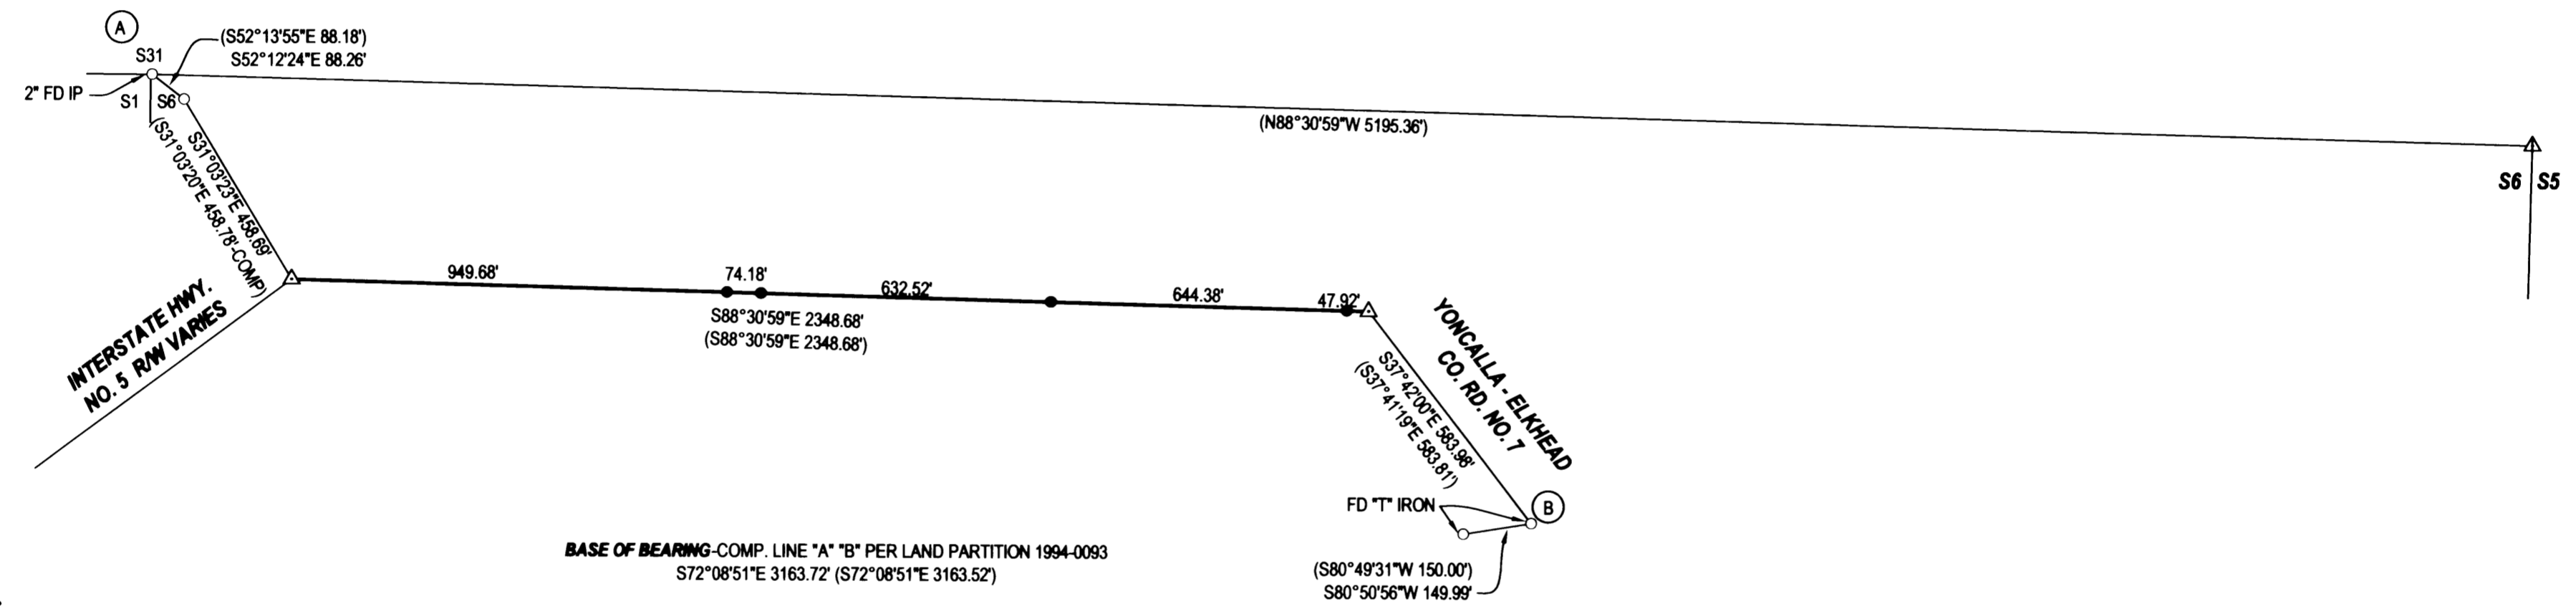 A
S31
(S52°13'55"E 88.18')
S52°12'24"E 88.26'
2" FD IP
S1
S6
(N88°30'59"W 5195.36')
S6
S5
S31°03'23"E 458.69'
(S31°03'20"E 458.78'-COMP)
INTERSTATE HWY.
NO. 5 R/W VARIES
949.68'
74.18'
632.52'
644.38'
47.92'
S88°30'59"E 2348.68'
(S88°30'59"E 2348.68')
YONCALLA - ELKHEAD
CO. RD. NO. 7
S37°42'00"E 583.98'
(S37°41'19"E 583.81')
FD "T" IRON
B
BASE OF BEARING-COMP. LINE "A" "B" PER LAND PARTITION 1994-0093
S72°08'51"E 3163.72' (S72°08'51"E 3163.52')
(S80°49'31"W 150.00')
S80°50'56"W 149.99'